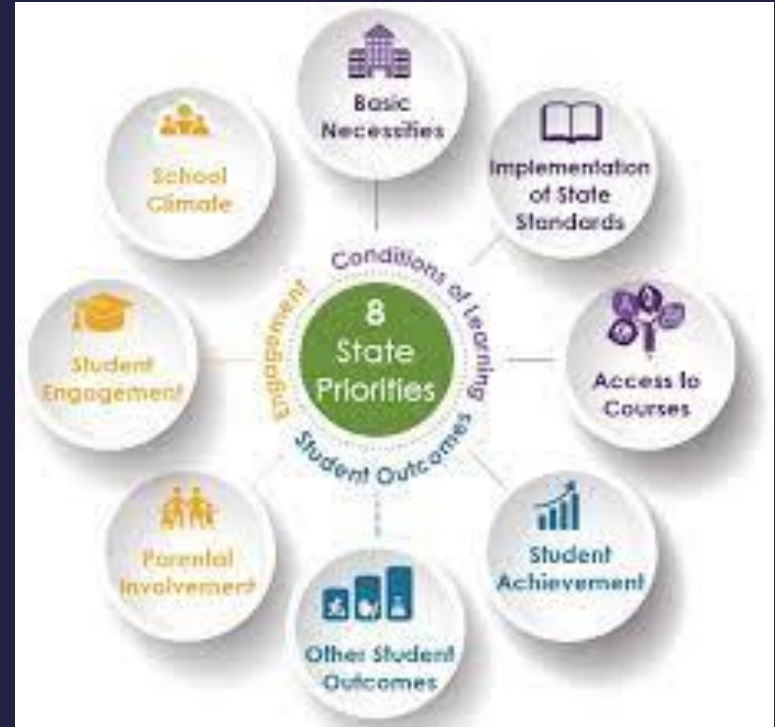 Basic
Necessities
Implementation
of State
Standards
Access to
Courses
Student
Achievement
Other Student
Outcomes
Parental
Involvement
Student
Engagement
School
Climate
Conditions of Learning
Engagement
Student Outcomes
8
State
Priorities